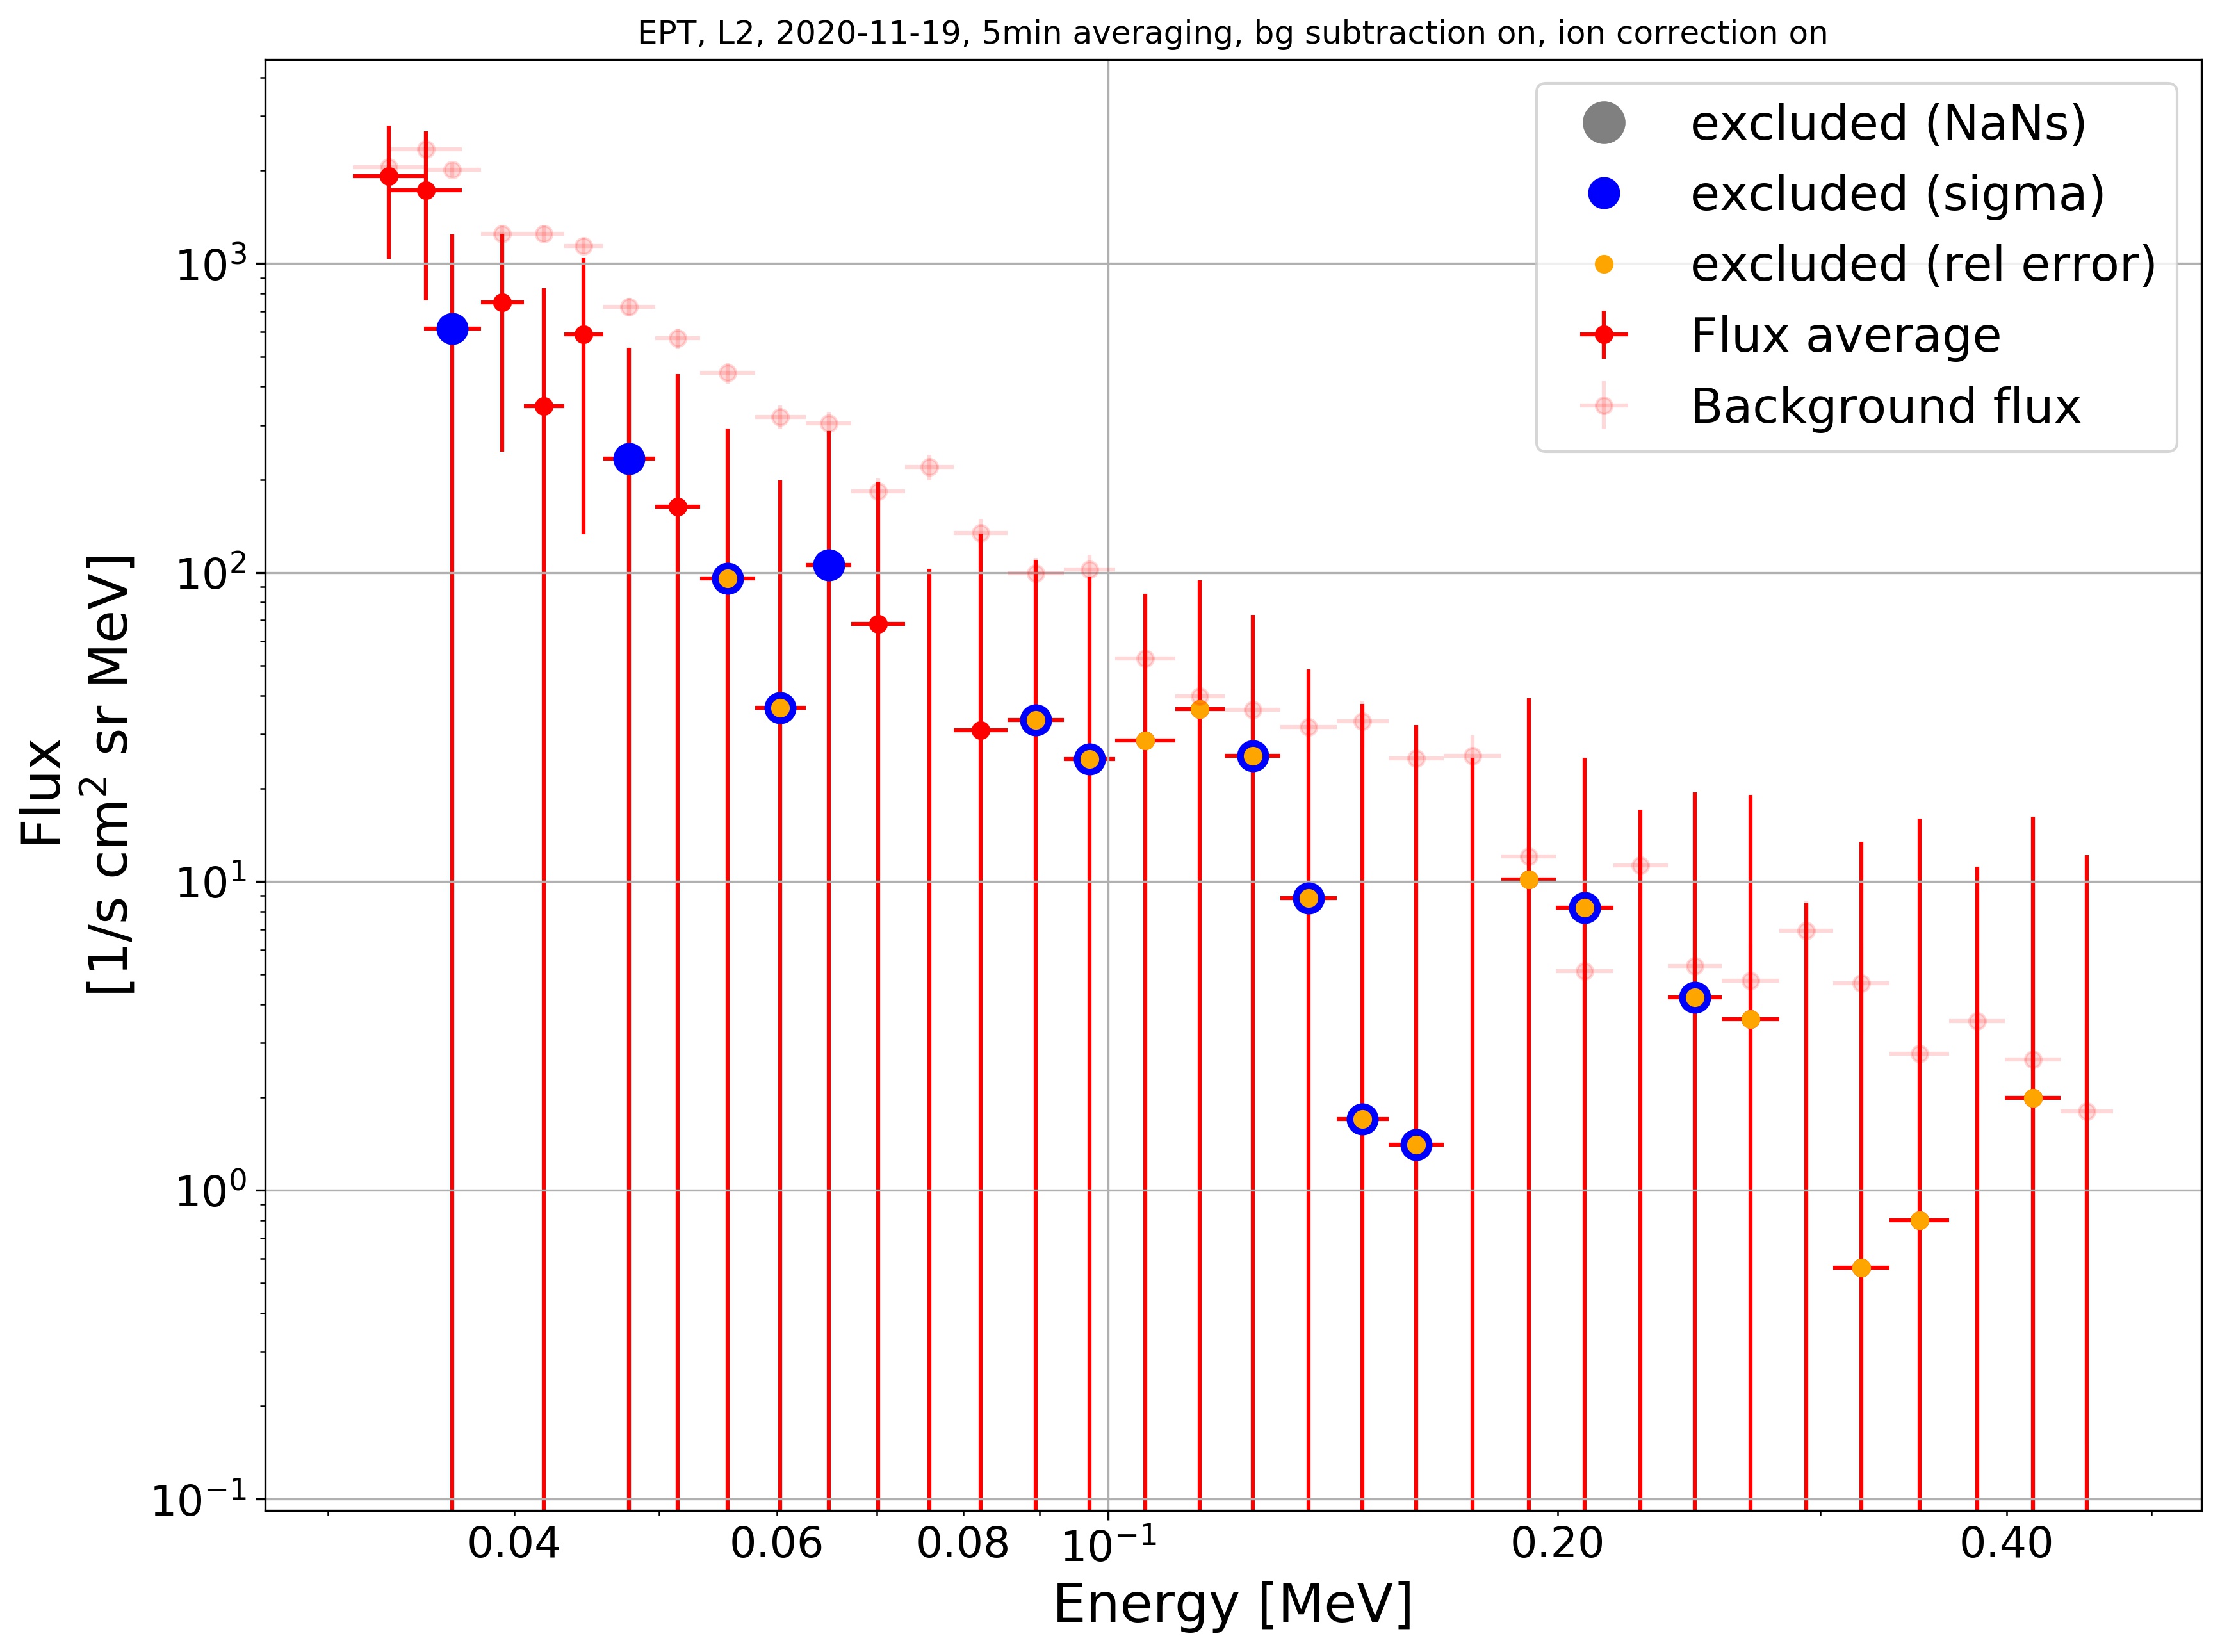 EPT, L2, 2020-11-19, 5min averaging, bg subtraction on, ion correction on
excluded (NaNs)
excluded (sigma)
excluded (rel error)
Flux average
Background flux
Flux
[1/s cm² sr MeV]
10³
10²
10¹
10⁰
10⁻¹
0.04
0.06
0.08
10⁻¹
0.20
0.40
Energy [MeV]